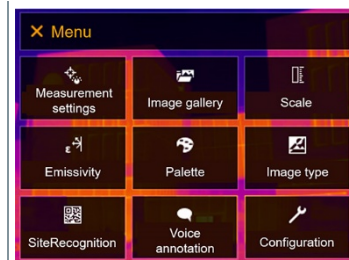 Menu
Measurement
settings
Image gallery
Scale
ε
Emissivity
Palette
Image type
SiteRecognition
Voice
annotation
Configuration